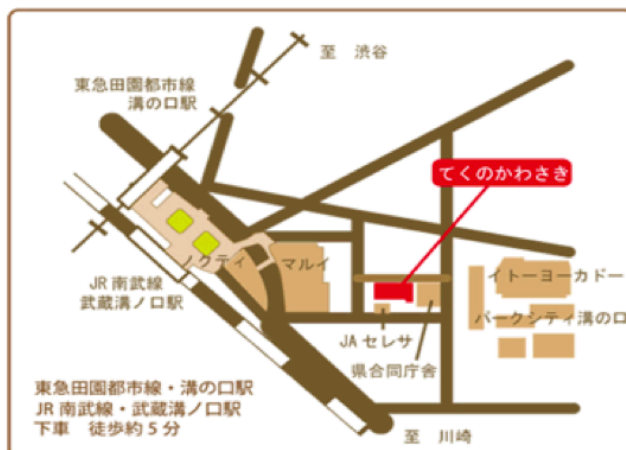 至 渋谷
東急田園都市線
溝の口駅
てくのかわさき
ノクティ
マルイ
イトーヨーカドー
JR南武線
武蔵溝ノ口駅
パークシティ溝の口
JAセレサ
県合同庁舎
東急田園都市線・溝の口駅
JR南武線・武蔵溝ノ口駅
下車 徒歩約5分
至 川崎